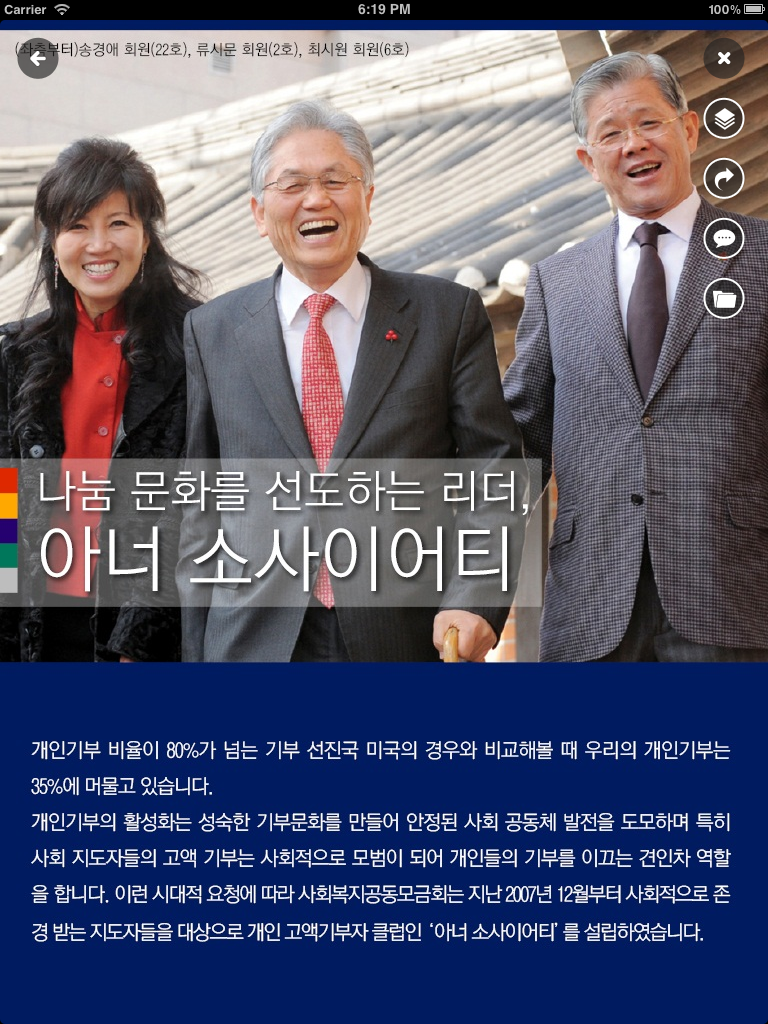 Carrier 6:19 PM 100%
(좌측부터)송경애 회원(22호), 류시문 회원(2호), 최시원 회원(6호)
나눔 문화를 선도하는 리더,
아너 소사이어티
개인기부 비율이 80%가 넘는 기부 선진국 미국의 경우와 비교해볼 때 우리의 개인기부는
35%에 머물고 있습니다.
개인기부의 활성화는 성숙한 기부문화를 만들어 안정된 사회 공동체 발전을 도모하며 특히
사회 지도자들의 고액 기부는 사회적으로 모범이 되어 개인들의 기부를 이끄는 견인차 역할
을 합니다. 이런 시대적 요청에 따라 사회복지공동모금회는 지난 2007년 12월부터 사회적으로 존
경 받는 지도자들을 대상으로 개인 고액기부자 클럽인 ‘아너 소사이어티’ 를 설립하였습니다.